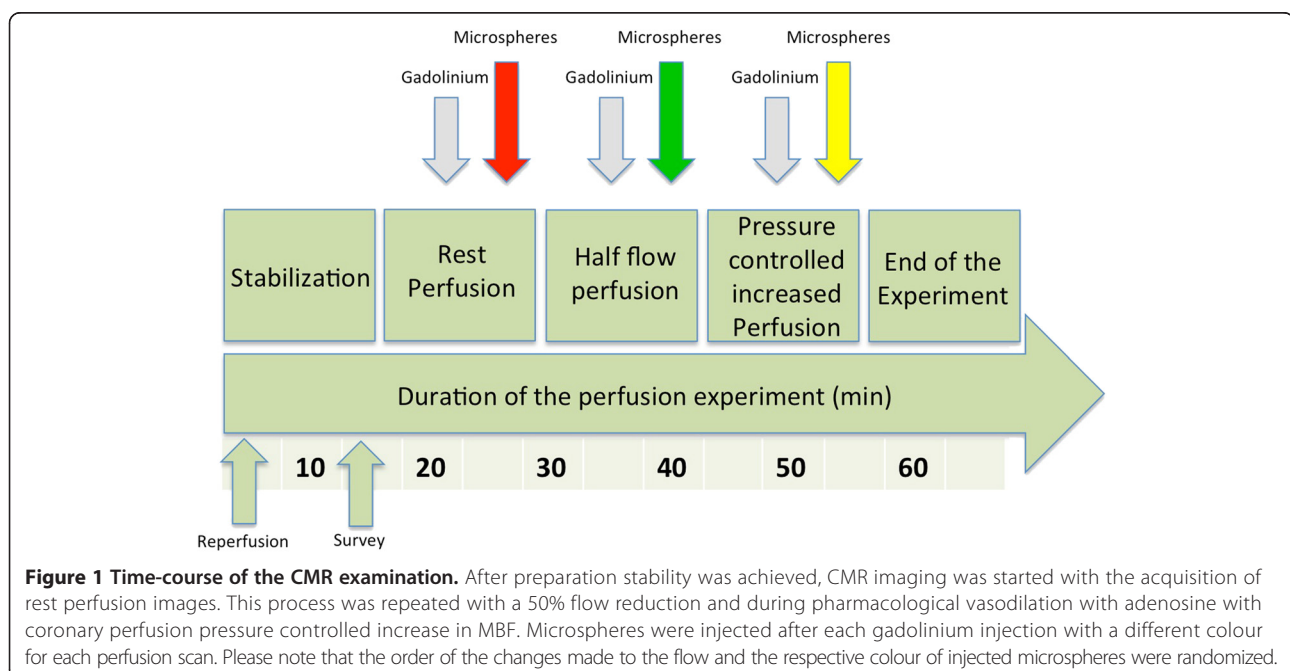 Microspheres Microspheres Microspheres
Gadolinium Gadolinium Gadolinium
Stabilization
Rest
Perfusion
Half flow
perfusion
Pressure
controlled
increased
Perfusion
End of the
Experiment
Duration of the perfusion experiment (min)
10 20 30 40 50 60
Reperfusion Survey
Figure 1 Time-course of the CMR examination. After preparation stability was achieved, CMR imaging was started with the acquisition of
rest perfusion images. This process was repeated with a 50% flow reduction and during pharmacological vasodilation with adenosine with
coronary perfusion pressure controlled increase in MBF. Microspheres were injected after each gadolinium injection with a different colour
for each perfusion scan. Please note that the order of the changes made to the flow and the respective colour of injected microspheres were randomized.